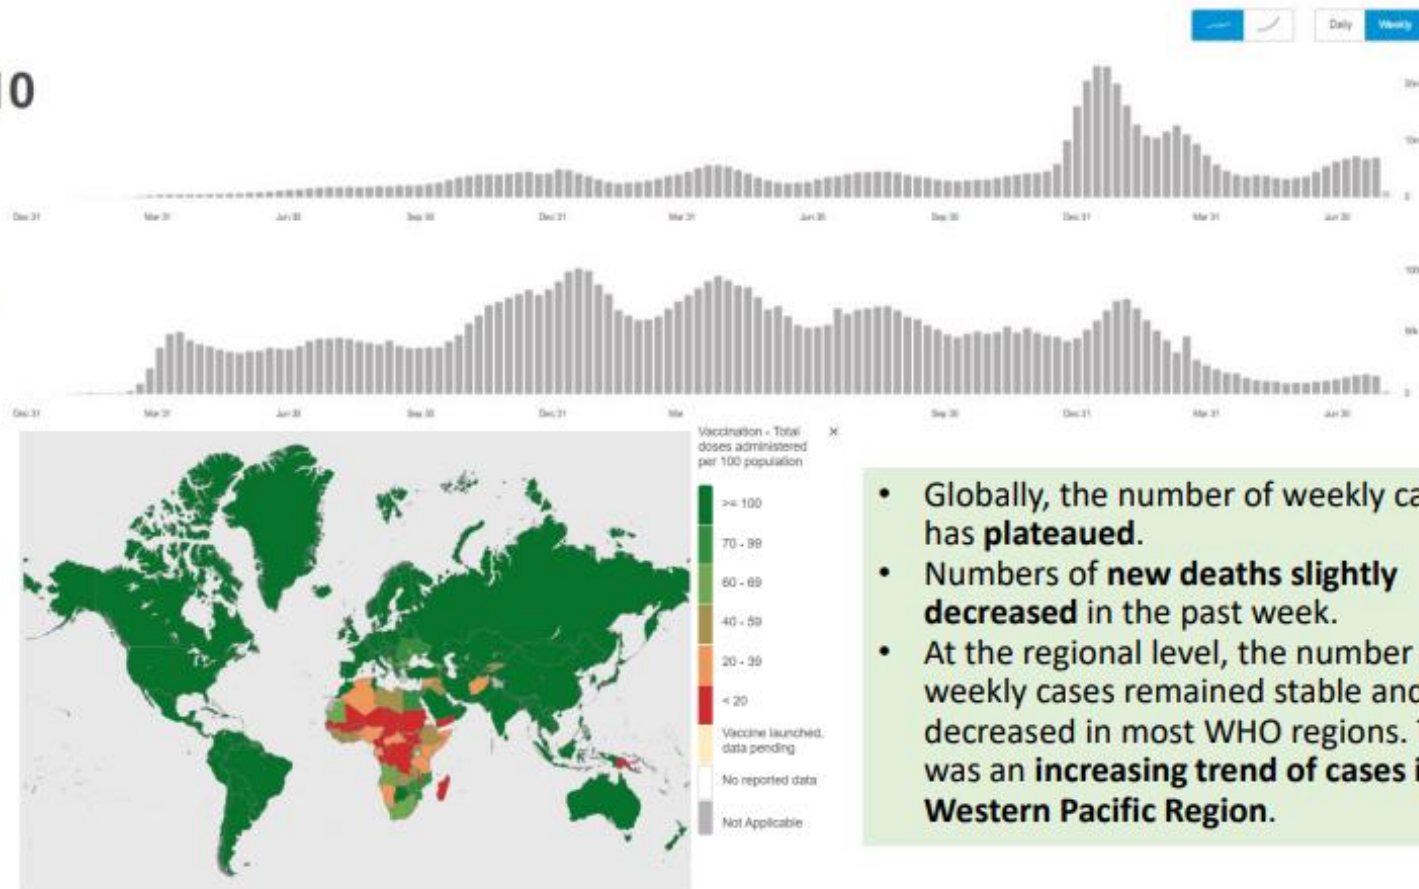 Daily Weekly
10
0
Dec 31 Mar 31 Jun 30 Sep 30 Dec 31 Mar 31 Jun 30 Sep 30 Dec 31 Mar 31 Jun 30
0
Dec 31 Mar 31 Jun 30 Sep 30 Dec 31 Mar Sep 30 Dec 31 Mar 31 Jun 30
Vaccination - Total
doses administered
per 100 population
>= 100
70 - 99
60 - 69
40 - 59
20 - 39
< 20
Vaccine launched,
data pending
No reported data
Not Applicable
• Globally, the number of weekly ca
has plateaued.
• Numbers of new deaths slightly
decreased in the past week.
• At the regional level, the number
weekly cases remained stable and
decreased in most WHO regions. T
was an increasing trend of cases i
Western Pacific Region.